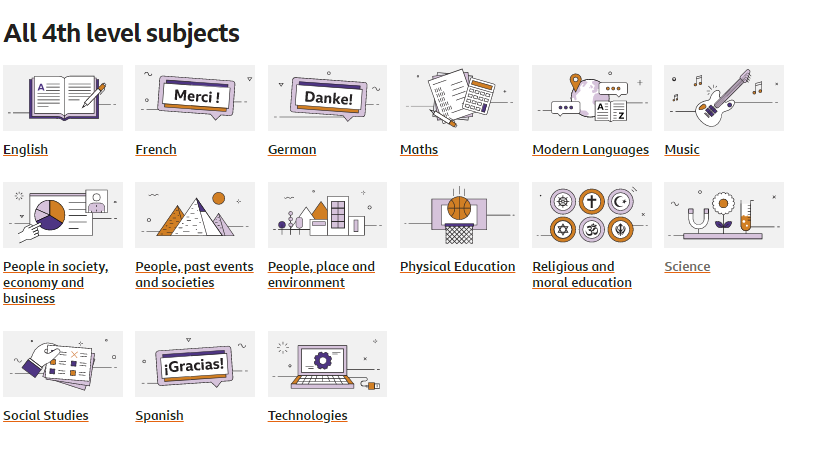 All 4th level subjects
A
Merci !
Danke!
A
Z
English
French
German
Maths
Modern Languages
Music
People in society,
economy and
business
People, past events
and societies
People, place and
environment
Physical Education
Religious and
moral education
Science
¡Gracias!
Social Studies
Spanish
Technologies